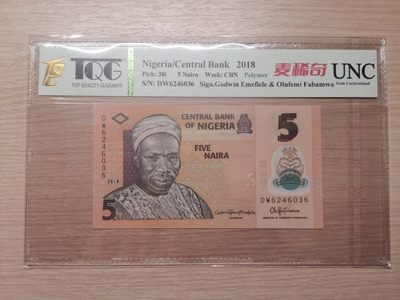 TQG
TOP QUALITY GUARANTY
Nigeria/Central Bank 2018
Pick: 38i 5 Naira Wmk: CBN Polymer
S/N: DW6246036 Sign.Godwin Emefiele & Olufemi Fabamwo
麦稀奇
UNC
Gem Uncirculated
DW6246036
CENTRAL BANK
OF
NIGERIA
FIVE
NAIRA
5
2018
5
DW6246036